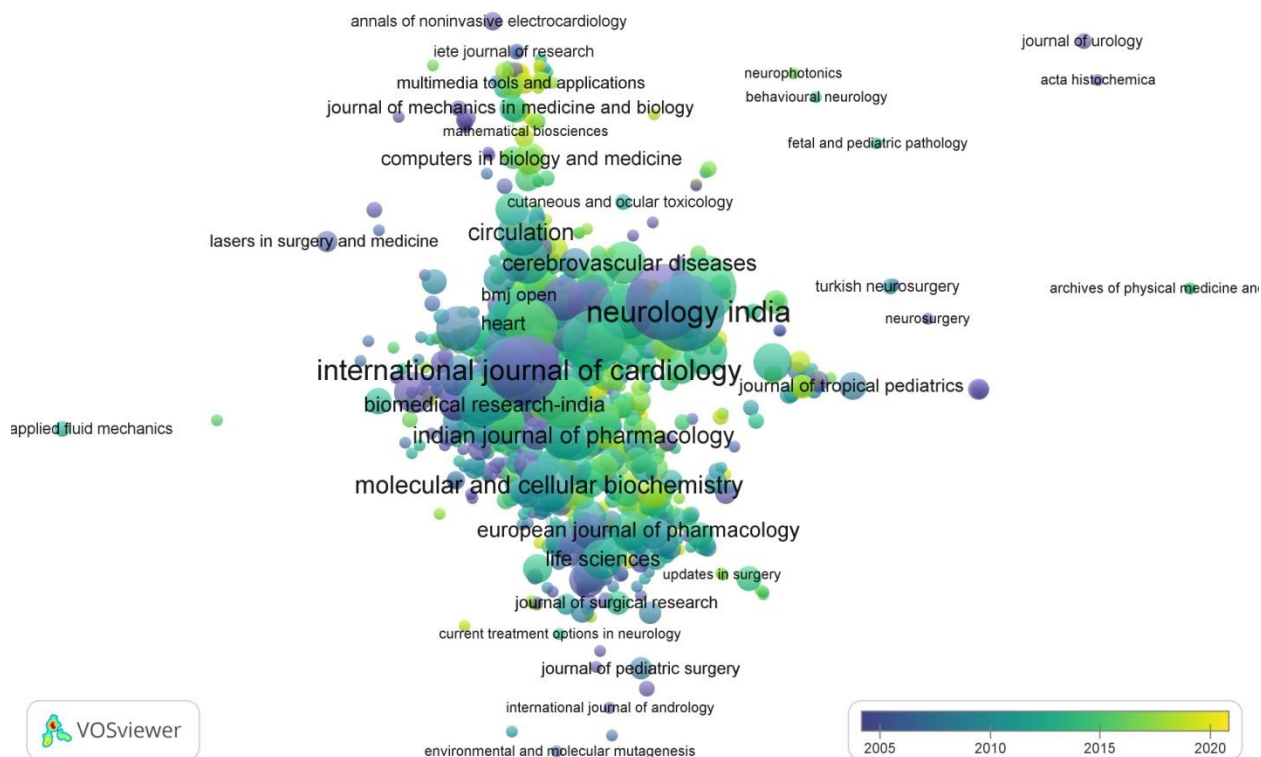 annals of noninvasive electrocardiology
journal of urology
iete journal of research
neurophotonics
acta histochemica
multimedia tools and applications
behavioural neurology
journal of mechanics in medicine and biology
mathematical biosciences
fetal and pediatric pathology
computers in biology and medicine
cutaneous and ocular toxicology
circulation
lasers in surgery and medicine
cerebrovascular diseases
turkish neurosurgery
archives of physical medicine and
bmj open
neurology india
neurosurgery
heart
international journal of cardiology
journal of tropical pediatrics
biomedical research-india
applied fluid mechanics
indian journal of pharmacology
molecular and cellular biochemistry
european journal of pharmacology
life sciences
updates in surgery
journal of surgical research
current treatment options in neurology
journal of pediatric surgery
international journal of andrology
VOSviewer
environmental and molecular mutagenesis
2005 2010 2015 2020